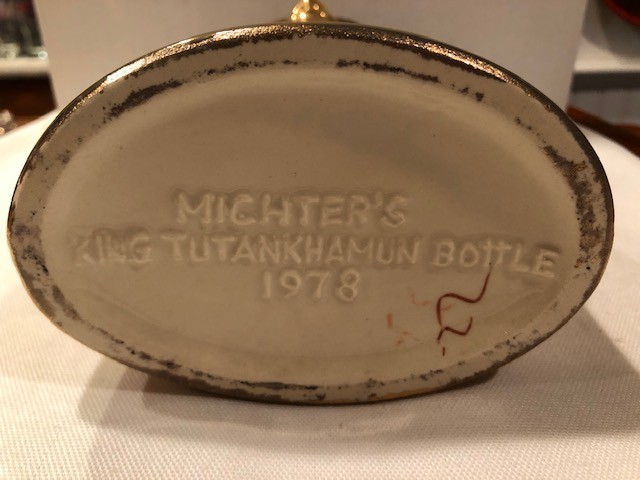 MICHTER'S
KING TUTANKHAMUN BOTTLE
1978